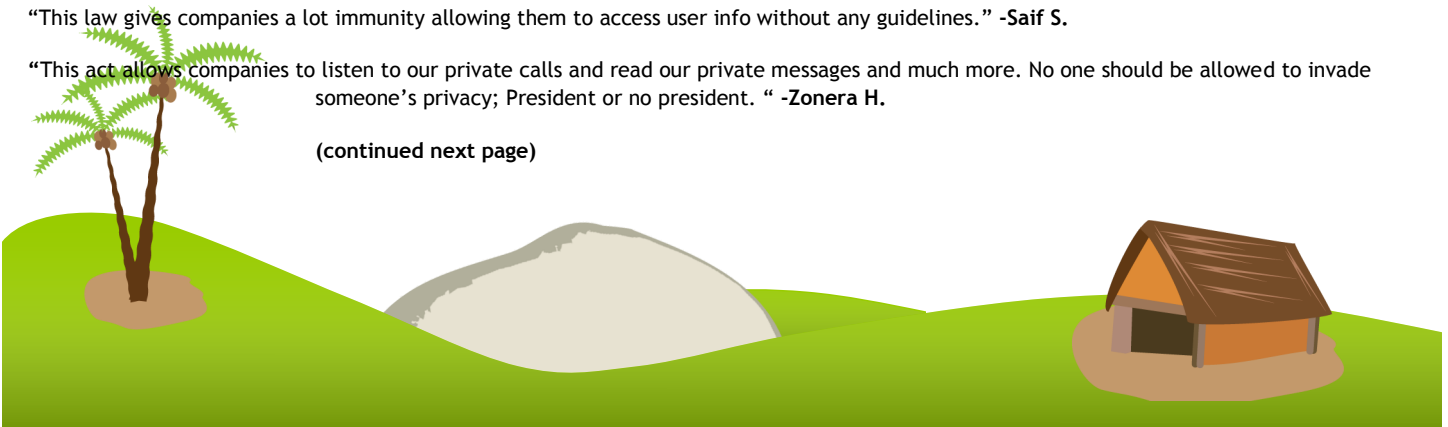 “This law gives companies a lot immunity allowing them to access user info without any guidelines.” -Saif S.
“This act allows companies to listen to our private calls and read our private messages and much more. No one should be allowed to invade
someone’s privacy; President or no president. “ -Zonera H.
(continued next page)